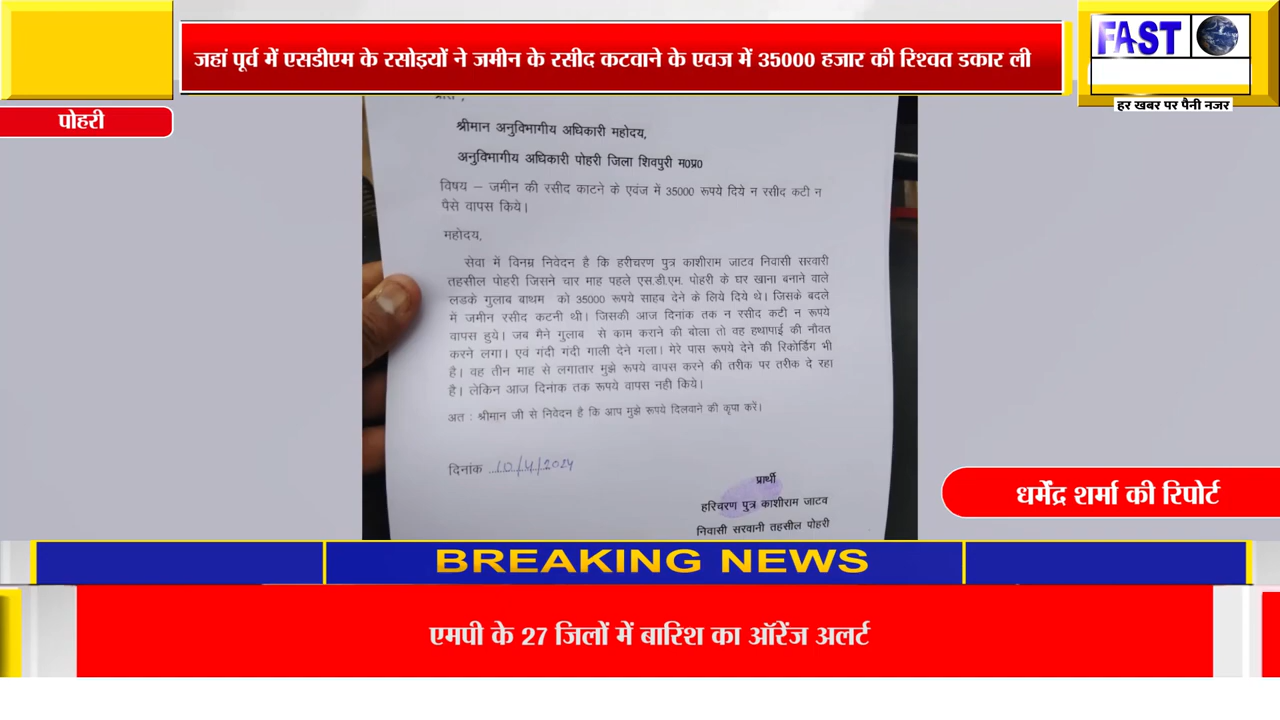 जहां पूर्व में एसडीएम के रसोइयों ने जमीन के रसीद कटवाने के एवज में 35000 हजार की रिश्वत डकार ली
FAST
हर खबर पर पैनी नजर
पोहरी
श्रीमान अनुविभागीय अधिकारी महोदय,
अनुविभागीय अधिकारी पोहरी जिला शिवपुरी म0प्र0
विषय – जमीन की रसीद काटने के एवंज में 35000 रूपये दिये न रसीद कटी न
पैसे वापस किये।
महोदय,
सेवा में विनम्र निवेदन है कि हरीचरण पुत्र काशीराम जाटव निवासी सरवारी
तहसील पोहरी जिसने चार माह पहले एस.डी.एम. पोहरी के घर खाना बनाने वाले
लडके गुलाब बाथम को 35000 रूपये साहब देने के लिये दिये थे। जिसके बदले
में जमीन रसीद कटनी थी। जिसकी आज दिनांक तक न रसीद कटी न रूपये
वापस हुये। जब मैने गुलाब से काम कराने की बोला तो वह हथापाई की नौवत
करने लगा। एवं गंदी गंदी गाली देने गला। मेरे पास रूपये देने की रिकोर्डिग भी
है। वह तीन माह से लगातार मुझे रूपये वापस करने की तरीक पर तरीक दे रहा
है। लेकिन आज दिनांक तक रूपये वापस नही किये।
अत : श्रीमान जी से निवेदन है कि आप मुझे रूपये दिलवाने की कृपा करें।
दिनांक ...10/4/2024
प्रार्थी
हरिचरण पुत्र काशीराम जाटव
निवासी सरवानी तहसील पोहरी
धर्मेंद्र शर्मा की रिपोर्ट
BREAKING NEWS
एमपी के 27 जिलों में बारिश का ऑरेंज अलर्ट